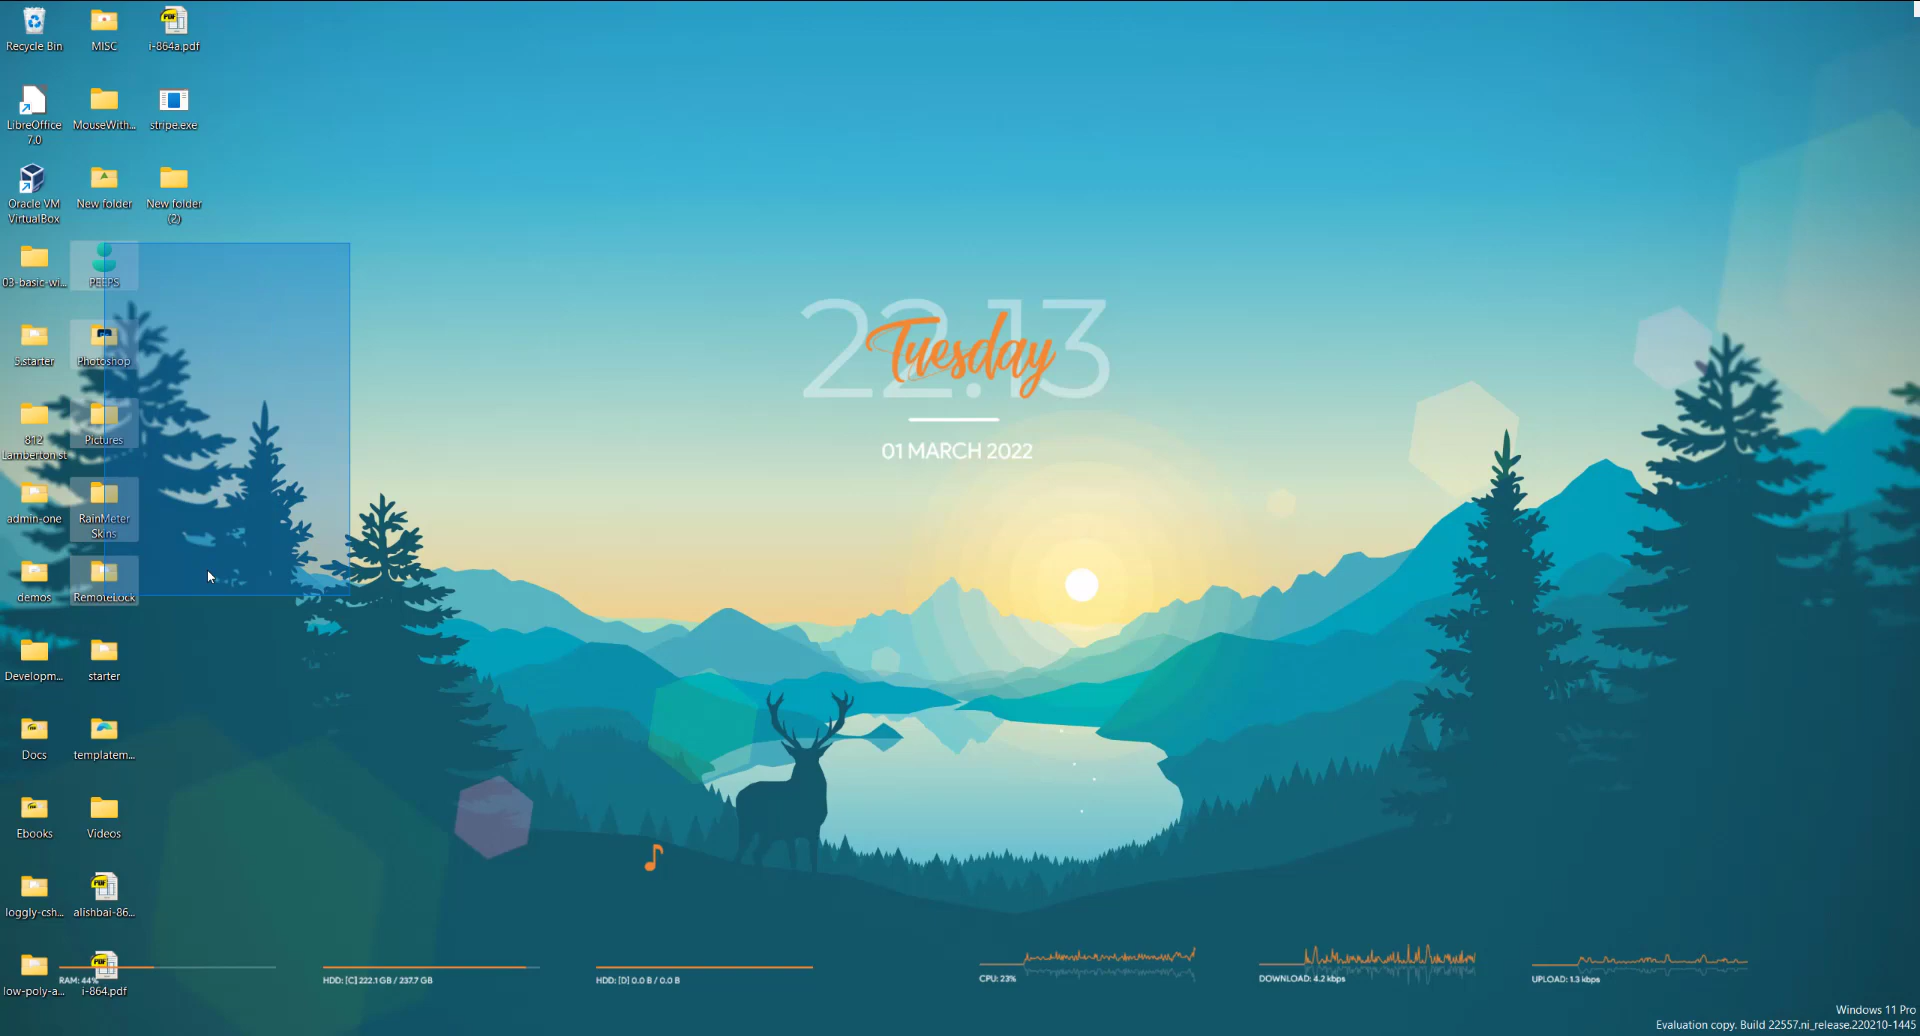 Recycle Bin
MISC
i-864a.pdf
LibreOffice
7.0
MouseWith...
stripe.exe
Oracle VM
VirtualBox
New folder
New folder
(2)
03-basic-wi...
PEEPS
5.starter
Photoshop
812
Lamberton st
Pictures
admin-one
RainMeter
Skins
demos
RemoteLock
Developm...
starter
Docs
templatem...
Ebooks
Videos
loggly-csh...
alishbai-86...
low-poly-a...
i-864.pdf
22.13
Tuesday
01 MARCH 2022
RAM: 44%
HDD: [C] 222.1 GB / 237.7 GB
HDD: [D] 0.0 B / 0.0 B
CPU: 23%
DOWNLOAD: 4.2 kbps
UPLOAD: 1.3 kbps
Windows 11 Pro
Evaluation copy. Build 22557.ni_release.220210-1445